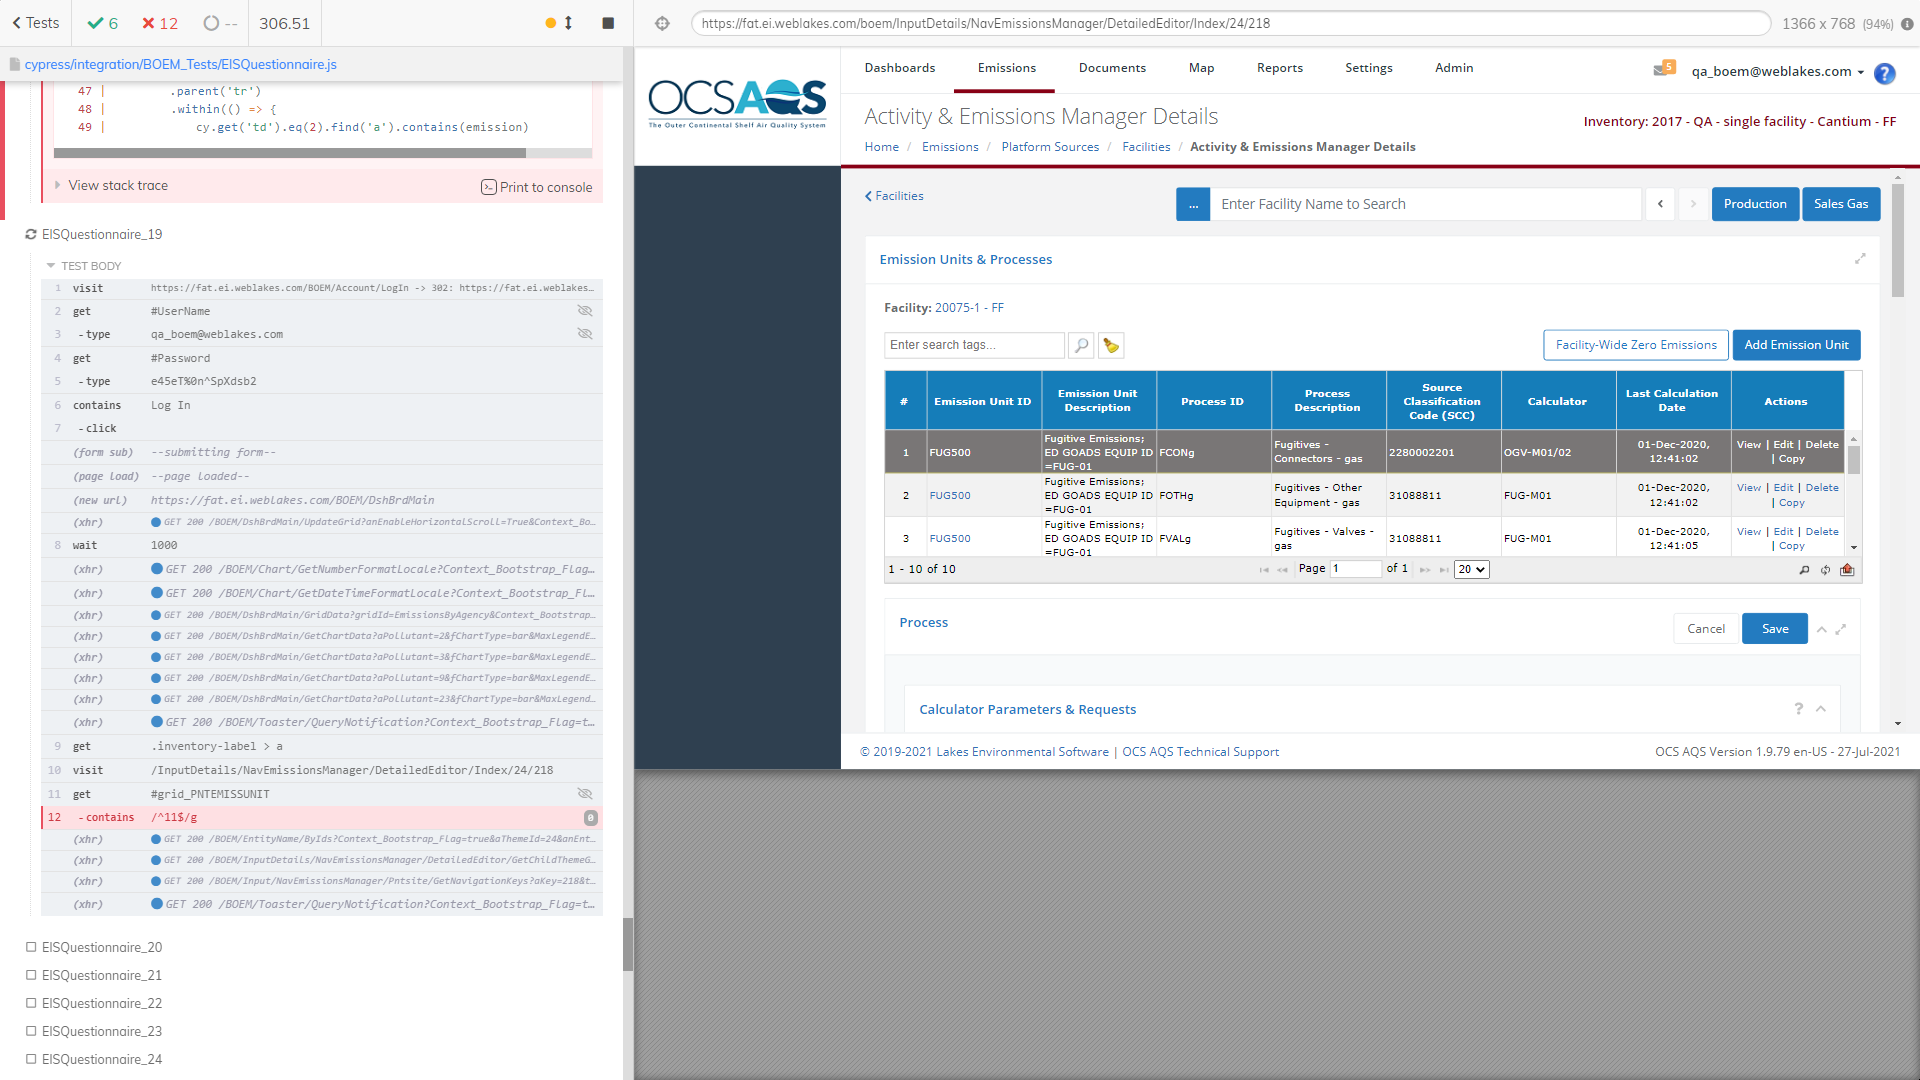 Tests
6
12
--
306.51
https://fat.ei.weblakes.com/boem/InputDetails/NavEmissionsManager/DetailedEditor/Index/24/218
1366 x 768 (94%)
cypress/integration/BOEM_Tests/EISQuestionnaire.js
47 | .parent('tr')
48 | .within(() => {
49 | cy.get('td').eq(2).find('a').contains(emission)
View stack trace
Print to console
EISQuestionnaire_19
TEST BODY
1 visit https://fat.ei.weblakes.com/BOEM/Account/LogIn -> 302: https://fat.ei.weblakes…
2 get #UserName
3 -type qa_boem@weblakes.com
4 get #Password
5 -type e45eT%0n^SpXdsb2
6 contains Log In
7 -click
(form sub) --submitting form--
(page load) --page loaded--
(new url) https://fat.ei.weblakes.com/BOEM/DshBrdMain
(xhr) GET 200 /BOEM/DshBrdMain/UpdateGrid?anEnableHorizontalScroll=True&Context_Bo…
8 wait 1000
(xhr) GET 200 /BOEM/Chart/GetNumberFormatLocale?Context_Bootstrap_Flag…
(xhr) GET 200 /BOEM/Chart/GetDateTimeFormatLocale?Context_Bootstrap_Fl…
(xhr) GET 200 /BOEM/DshBrdMain/GridData?gridId=EmissionsByAgency&Context_Bootstrap…
(xhr) GET 200 /BOEM/DshBrdMain/GetChartData?aPollutant=2&fChartType=bar&MaxLegendE…
(xhr) GET 200 /BOEM/DshBrdMain/GetChartData?aPollutant=3&fChartType=bar&MaxLegendE…
(xhr) GET 200 /BOEM/DshBrdMain/GetChartData?aPollutant=9&fChartType=bar&MaxLegendE…
(xhr) GET 200 /BOEM/DshBrdMain/GetChartData?aPollutant=23&fChartType=bar&MaxLegend…
(xhr) GET 200 /BOEM/Toaster/QueryNotification?Context_Bootstrap_Flag=t…
9 get .inventory-label > a
10 visit /InputDetails/NavEmissionsManager/DetailedEditor/Index/24/218
11 get #grid_PNTEMISSUNIT
12 -contains /^11$/g 0
(xhr) GET 200 /BOEM/EntityName/ByIds?Context_Bootstrap_Flag=true&aThemeId=24&anEnt…
(xhr) GET 200 /BOEM/InputDetails/NavEmissionsManager/DetailedEditor/GetChildThemeG…
(xhr) GET 200 /BOEM/Input/NavEmissionsManager/Pntsite/GetNavigationKeys?aKey=218&t…
(xhr) GET 200 /BOEM/Toaster/QueryNotification?Context_Bootstrap_Flag=t…
EISQuestionnaire_20
EISQuestionnaire_21
EISQuestionnaire_22
EISQuestionnaire_23
EISQuestionnaire_24
OCSAQS
The Outer Continental Shelf Air Quality System
Dashboards Emissions Documents Map Reports Settings Admin
5 qa_boem@weblakes.com ?
Activity & Emissions Manager Details
Inventory: 2017 - QA - single facility - Cantium - FF
Home / Emissions / Platform Sources / Facilities / Activity & Emissions Manager Details
Facilities
... Enter Facility Name to Search
Production Sales Gas
Emission Units & Processes
Facility: 20075-1 - FF
Enter search tags...
Facility-Wide Zero Emissions Add Emission Unit
# Emission Unit ID Emission Unit Description Process ID Process Description Source Classification Code (SCC) Calculator Last Calculation Date Actions
1 FUG500 Fugitive Emissions; ED GOADS EQUIP ID =FUG-01 FCONg Fugitives - Connectors - gas 2280002201 OGV-M01/02 01-Dec-2020, 12:41:02 View | Edit | Delete | Copy
2 FUG500 Fugitive Emissions; ED GOADS EQUIP ID =FUG-01 FOTHg Fugitives - Other Equipment - gas 31088811 FUG-M01 01-Dec-2020, 12:41:02 View | Edit | Delete | Copy
3 FUG500 Fugitive Emissions; ED GOADS EQUIP ID =FUG-01 FVALg Fugitives - Valves - gas 31088811 FUG-M01 01-Dec-2020, 12:41:05 View | Edit | Delete | Copy
1 - 10 of 10 Page 1 of 1 20
Process
Cancel Save
Calculator Parameters & Requests
?
© 2019-2021 Lakes Environmental Software | OCS AQS Technical Support
OCS AQS Version 1.9.79 en-US - 27-Jul-2021